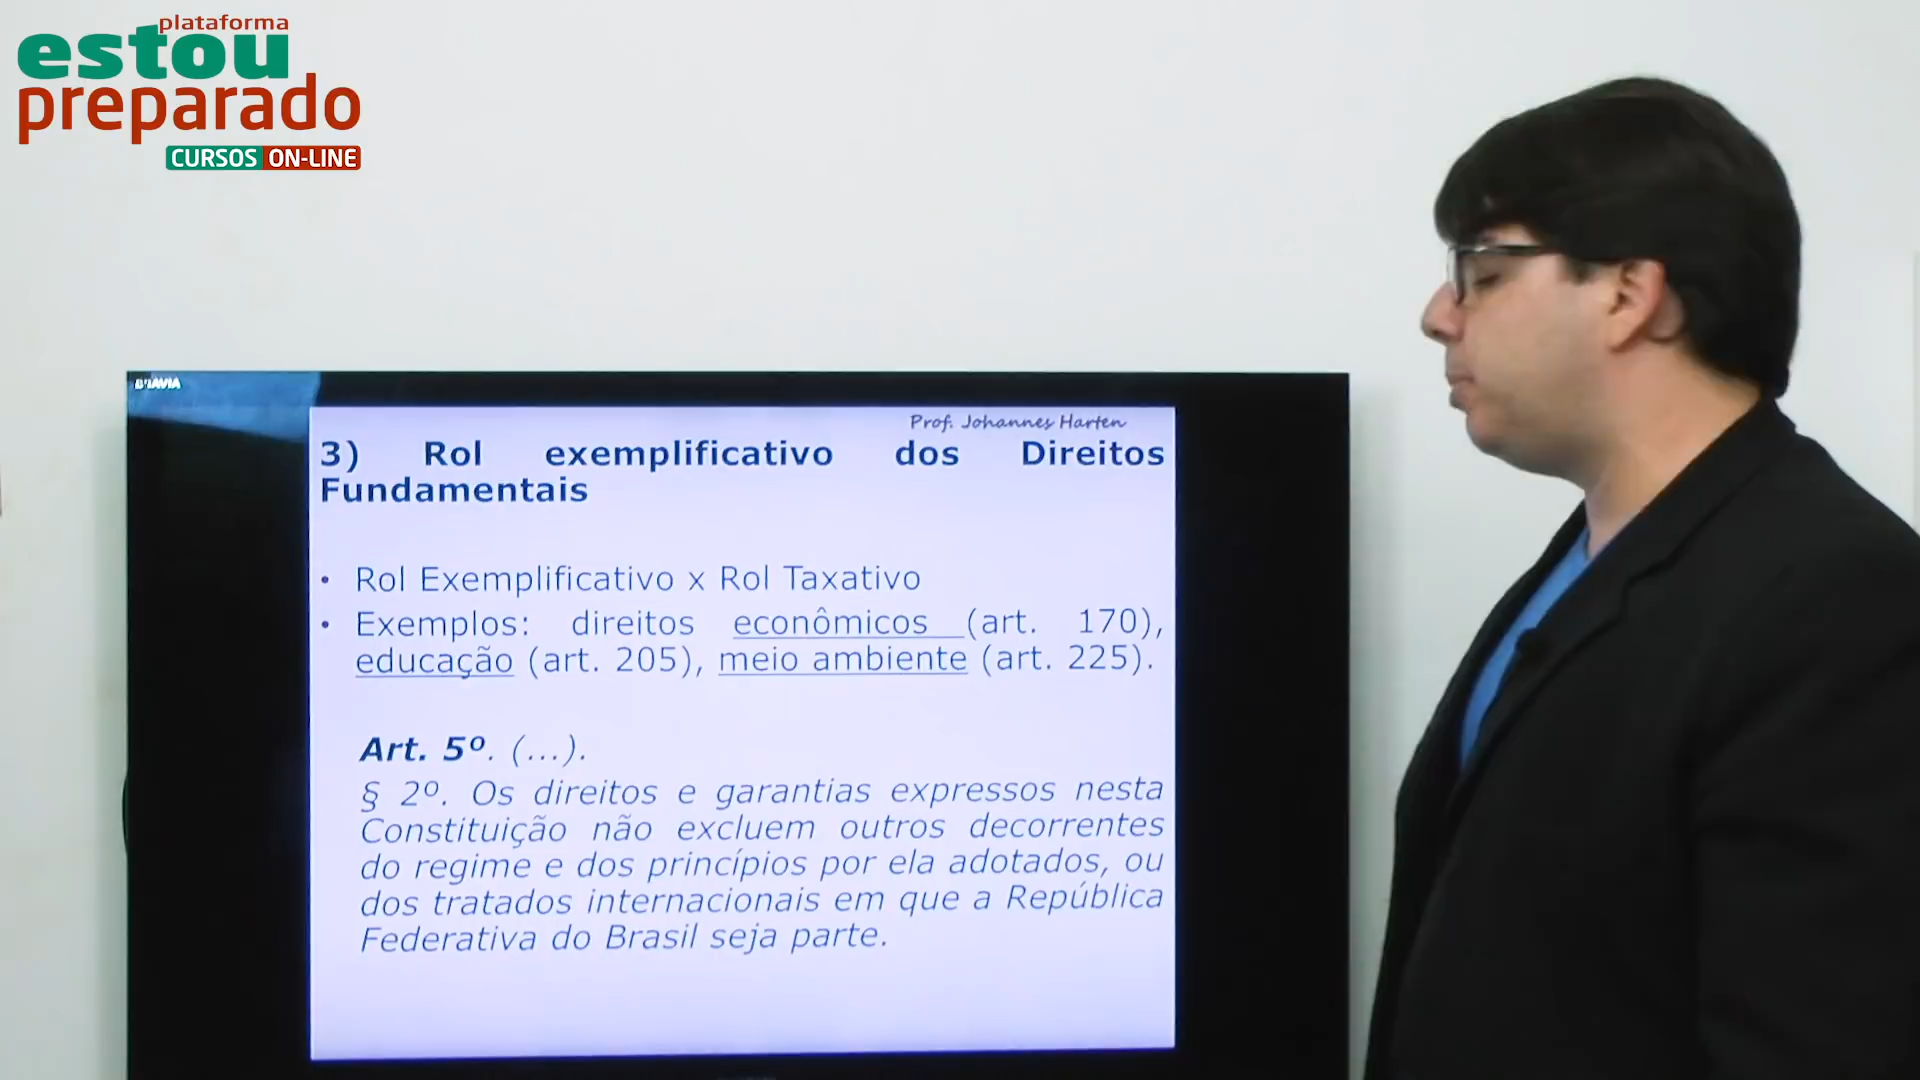 plataforma
estou
preparado
CURSOS ON-LINE
BRAVIA
Prof. Johannes Harten
3) Rol exemplificativo dos Direitos
Fundamentais
• Rol Exemplificativo x Rol Taxativo
• Exemplos: direitos econômicos (art. 170),
educação (art. 205), meio ambiente (art. 225).
Art. 5º. (...).
§ 2º. Os direitos e garantias expressos nesta
Constituição não excluem outros decorrentes
do regime e dos princípios por ela adotados, ou
dos tratados internacionais em que a República
Federativa do Brasil seja parte.